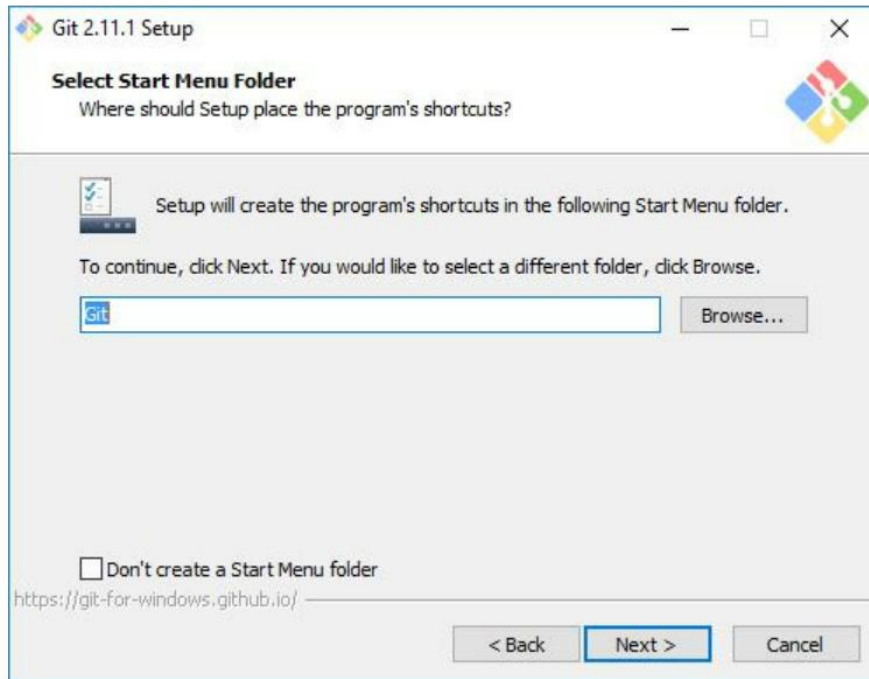 Git 2.11.1 Setup
Select Start Menu Folder
Where should Setup place the program's shortcuts?
Setup will create the program's shortcuts in the following Start Menu folder.
To continue, click Next. If you would like to select a different folder, click Browse.
Git
Browse...
Don't create a Start Menu folder
https://git-for-windows.github.io/
< Back
Next >
Cancel